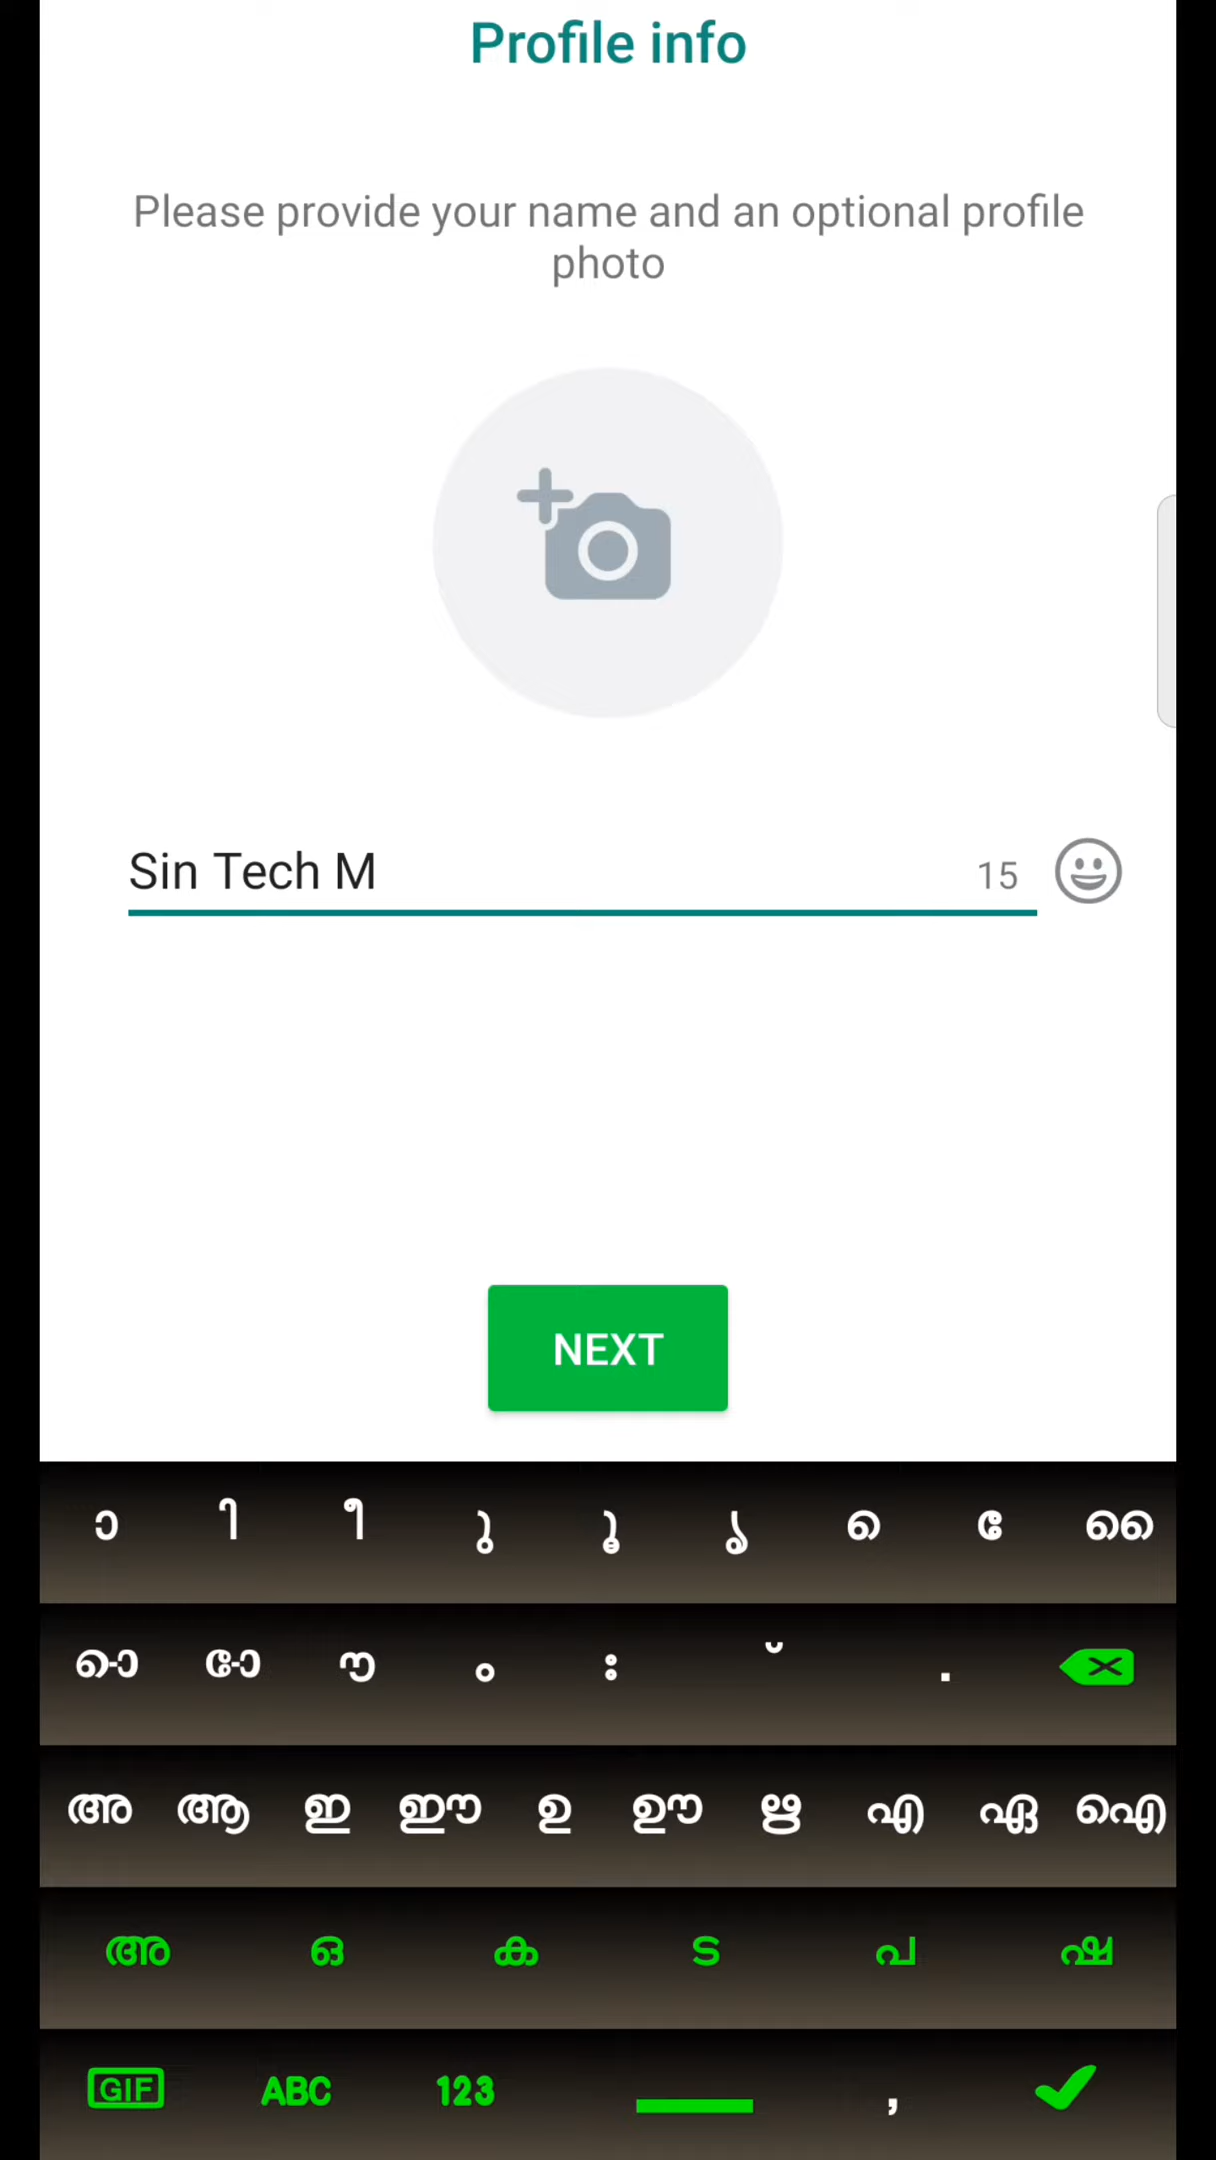 Profile info
Please provide your name and an optional profile
photo
Sin Tech M 15
NEXT
ാ ി ീ ു ൂ ൃ െ േ ൈ
ൊ ോ ൗ ം ഃ ് .
അ ആ ഇ ഈ ഉ ഊ ഋ എ ഏ ഐ
അ ഒ ക ട പ ഷ
GIF ABC 123 ,